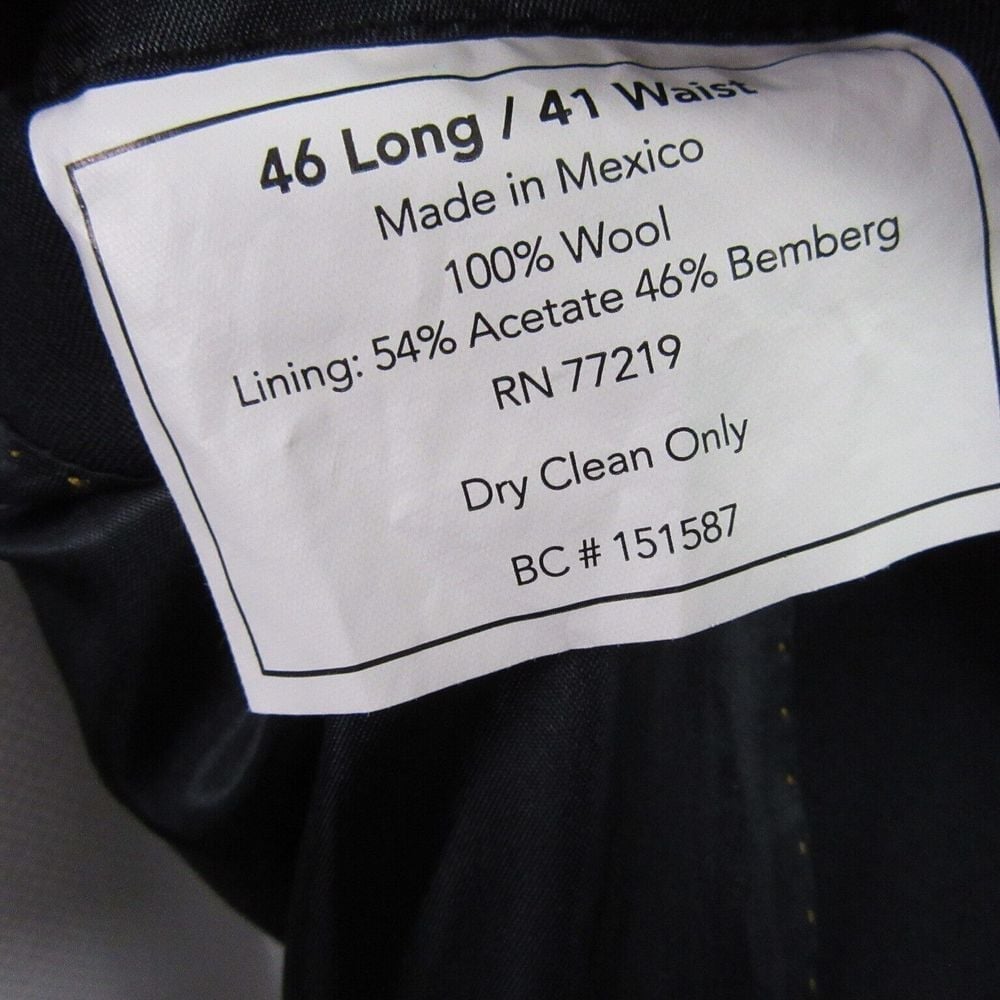 46 Long / 41 Waist
Made in Mexico
100% Wool
Lining: 54% Acetate 46% Bemberg
RN 77219
Dry Clean Only
BC # 151587